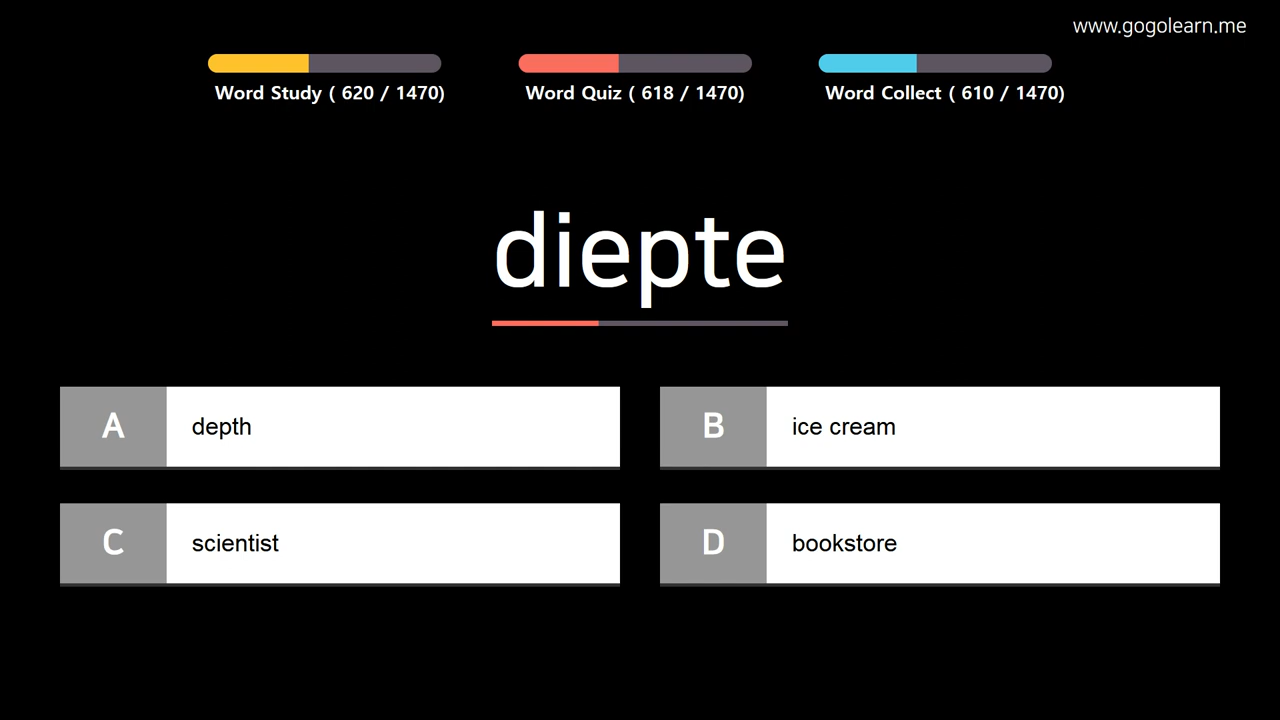 www.gogolearn.me
Word Study ( 620 / 1470)
Word Quiz ( 618 / 1470)
Word Collect ( 610 / 1470)
diepte
A
depth
B
ice cream
C
scientist
D
bookstore